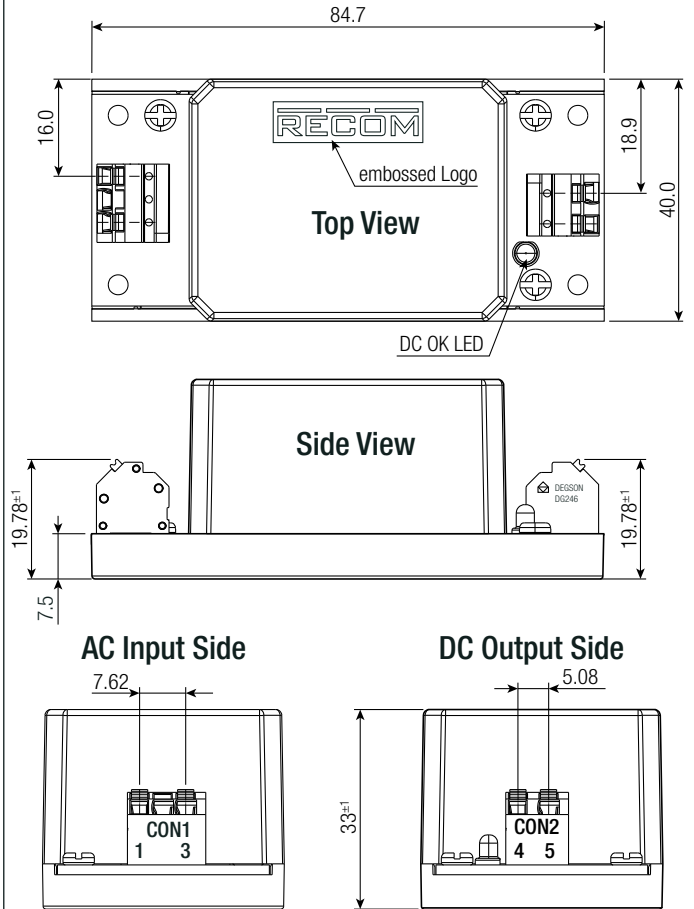 84.7
16.0
RECOM
18.9
40.0
embossed Logo
Top View
DC OK LED
Side View
19.78±1
7.5
DEGSON
DG246
19.78±1
AC Input Side
7.62
DC Output Side
5.08
CON1
1 3
33±1
CON2
4 5